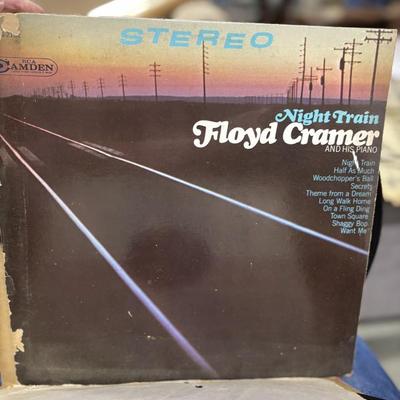 STEREO
RCA
CAMDEN
Night Train
Floyd Cramer
AND HIS PIANO
Night Train
Half As Much
Woodchopper's Ball
Secrets
Theme from a Dream
Long Walk Home
On a Fling Ding
Town Square
Shaggy Bop
Want Me